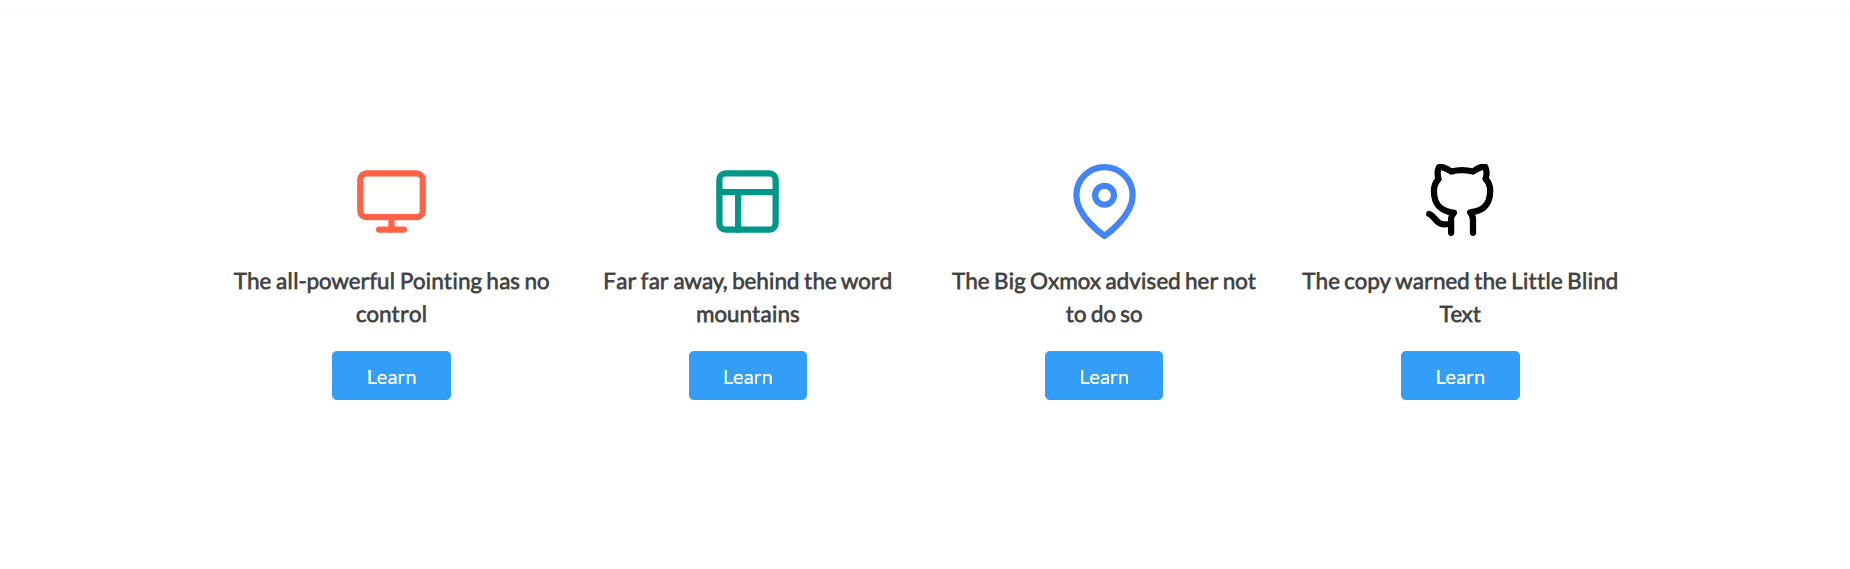 The all-powerful Pointing has no
control
Learn
Far far away, behind the word
mountains
Learn
The Big Oxmox advised her not
to do so
Learn
The copy warned the Little Blind
Text
Learn